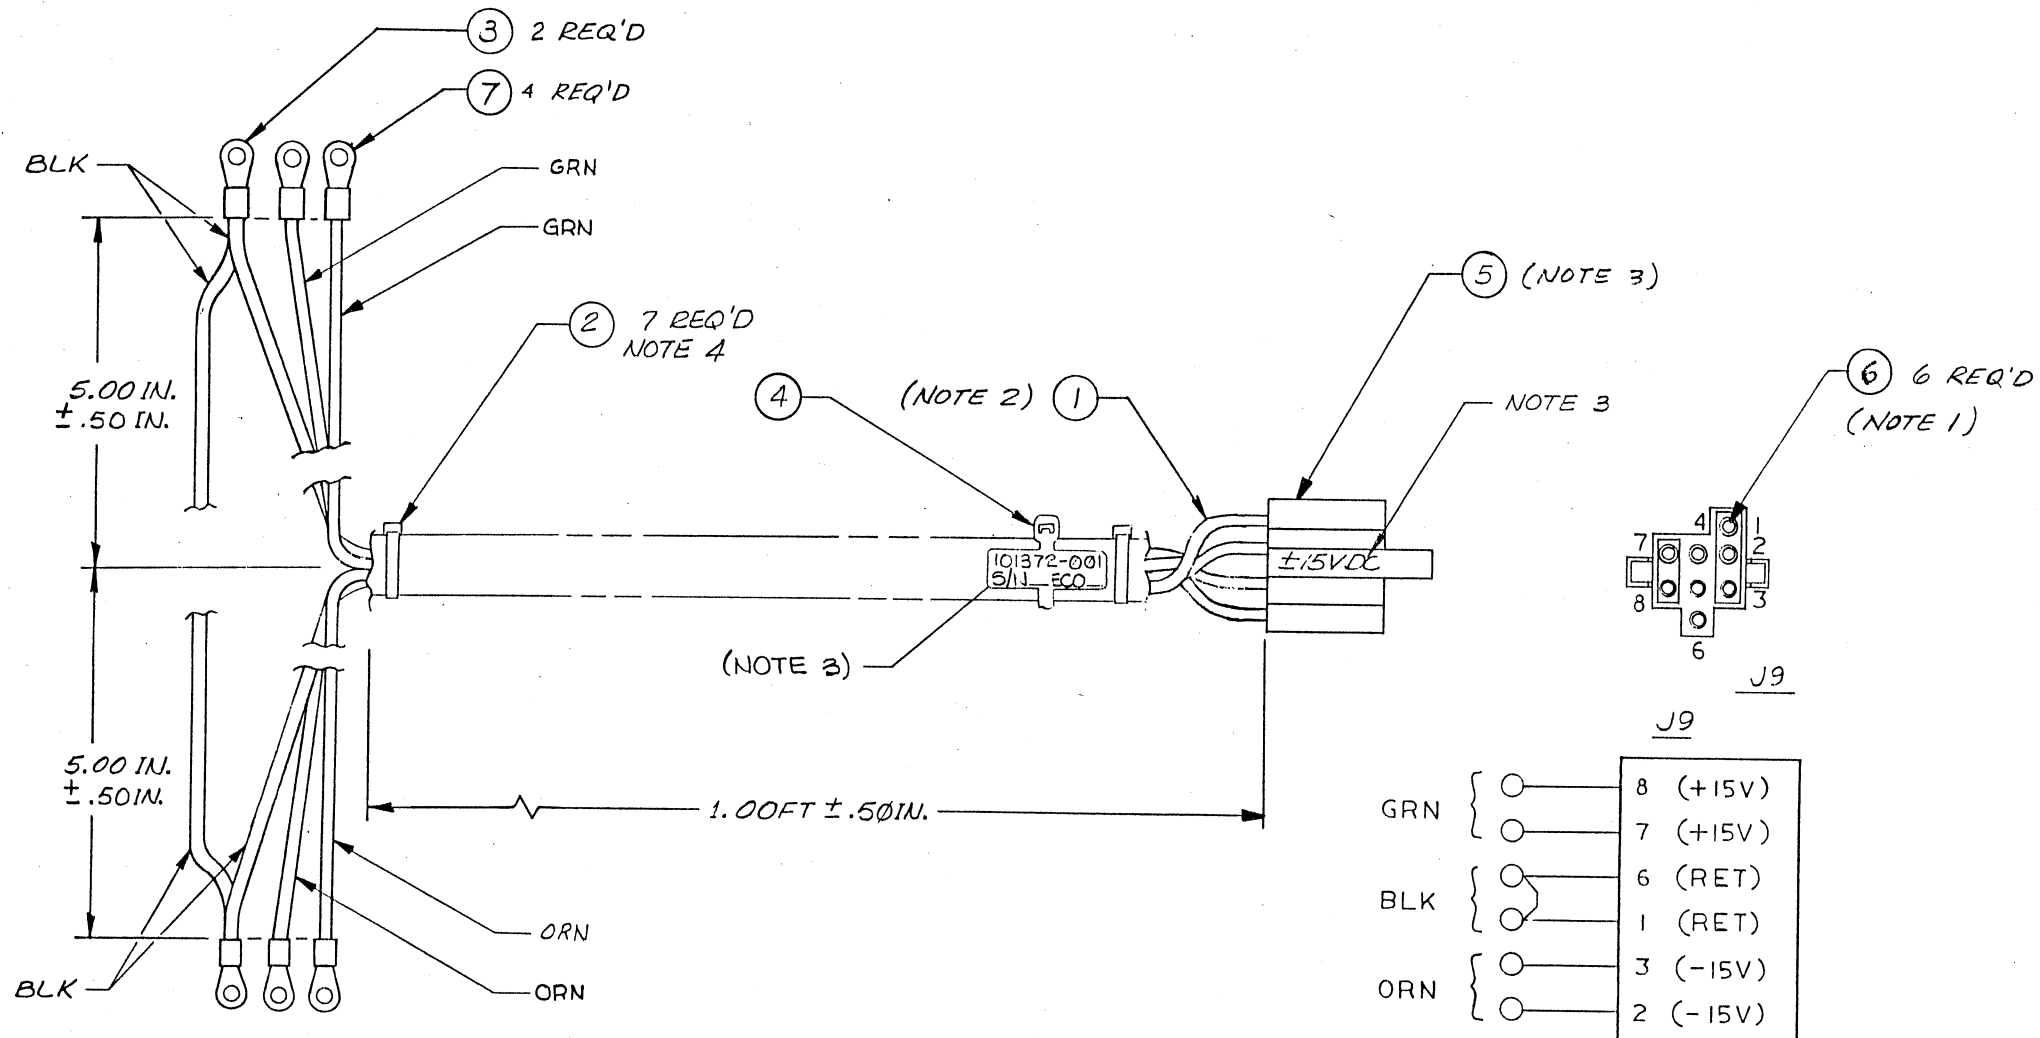 3 2 REQ'D
7 4 REQ'D
BLK
GRN
GRN
5 (NOTE 3)
2 7 REQ'D
NOTE 4
5.00 IN.
± .50 IN.
4
(NOTE 2) 1
NOTE 3
6 6 REQ'D
(NOTE 1)
101372-001
S/N__ECO__
±15VDC
4 1
7 2
8 3
6
J9
(NOTE 3)
5.00 IN.
± .50 IN.
1.00FT ± .50IN.
ORN
ORN
BLK
J9
GRN
8 (+15V)
7 (+15V)
BLK
6 (RET)
1 (RET)
ORN
3 (-15V)
2 (-15V)